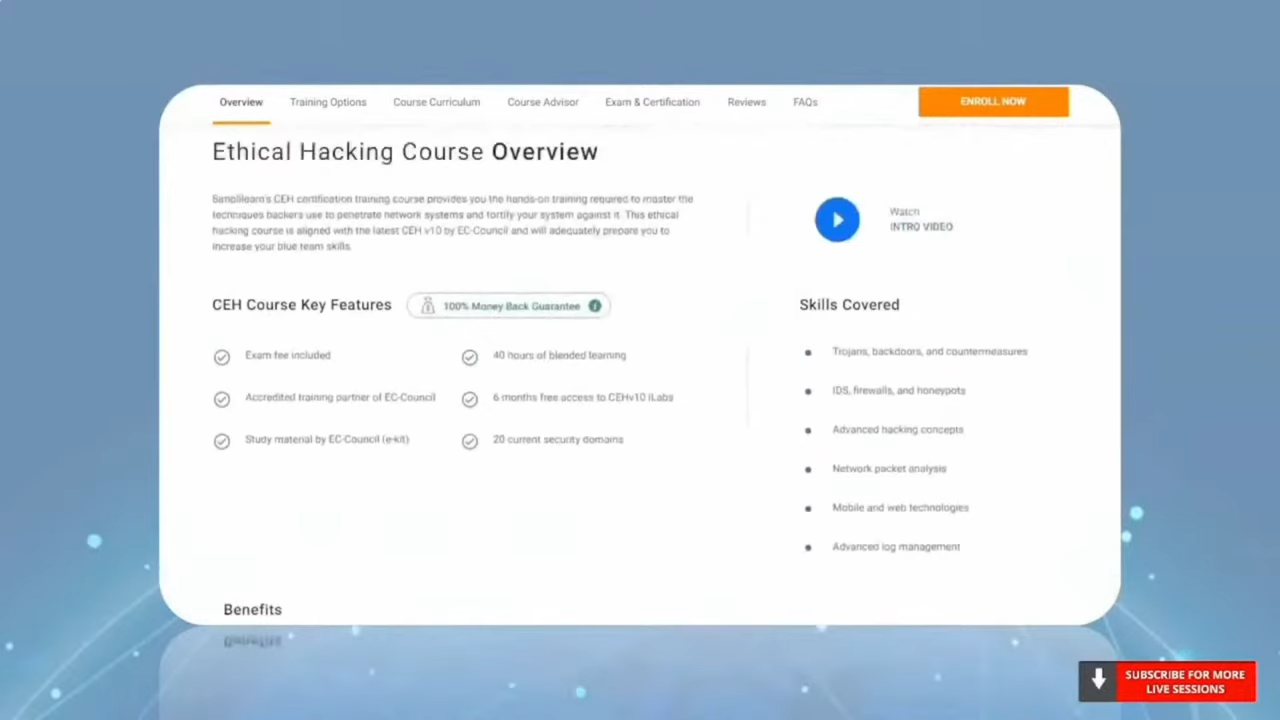 Overview Training Options Course Curriculum Course Advisor Exam & Certification Reviews FAQs ENROLL NOW
Ethical Hacking Course Overview
Simplilearn's CEH certification training course provides you the hands-on training required to master the
techniques hackers use to penetrate network systems and fortify your system against it. This ethical
hacking course is aligned with the latest CEH v10 by EC-Council and will adequately prepare you to
increase your blue team skills.
Watch
INTRO VIDEO
CEH Course Key Features
100% Money Back Guarantee
Exam fee included
40 hours of blended learning
Accredited training partner of EC-Council
6 months free access to CEHv10 iLabs
Study material by EC-Council (e-kit)
20 current security domains
Skills Covered
Trojans, backdoors, and countermeasures
IDS, firewalls, and honeypots
Advanced hacking concepts
Network packet analysis
Mobile and web technologies
Advanced log management
Benefits
SUBSCRIBE FOR MORE
LIVE SESSIONS